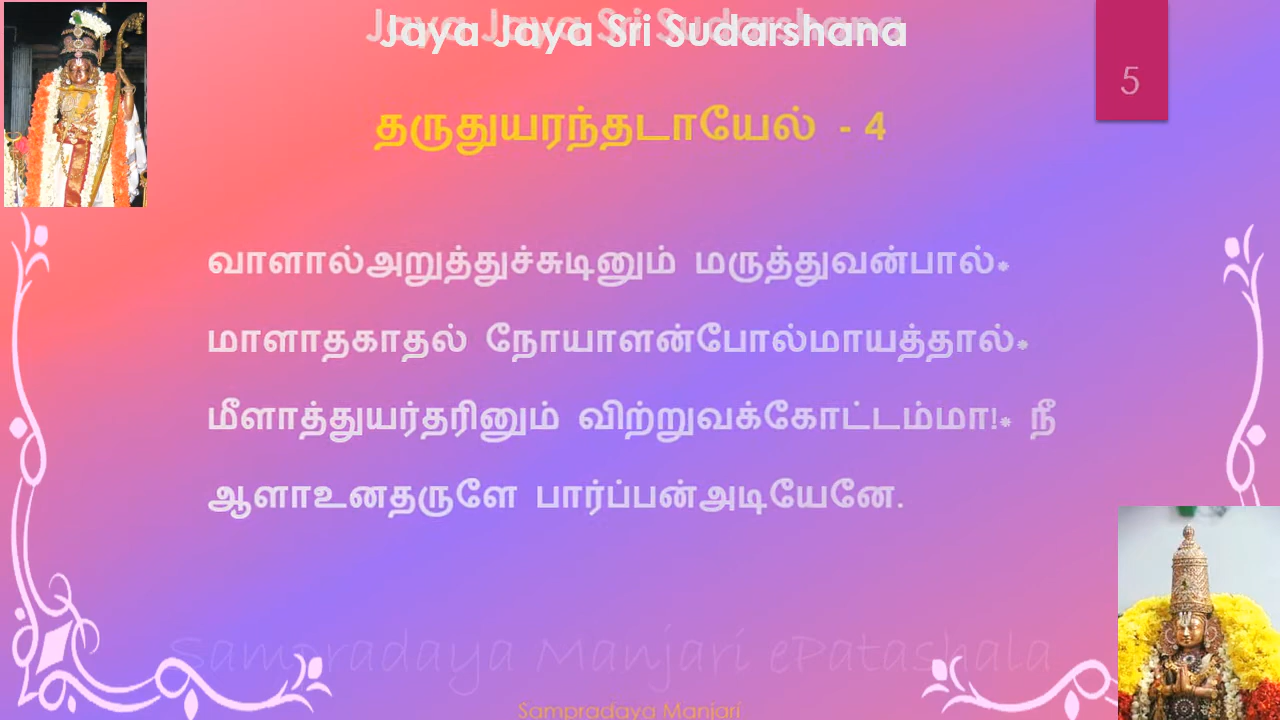 Jaya Jaya Sri Sudarshana
5
தருதுயரந்தடாயேல் - 4
வாளால்அறுத்துச்சுடினும் மருத்துவன்பால்*
மாளாதகாதல் நோயாளன்போல்மாயத்தால்*
மீளாத்துயர்தரினும் விற்றுவக்கோட்டம்மா!* நீ
ஆளாஉனதருளே பார்ப்பன்அடியேனே.
Sampradaya Manjari ePatashala
Sampradaya Manjari